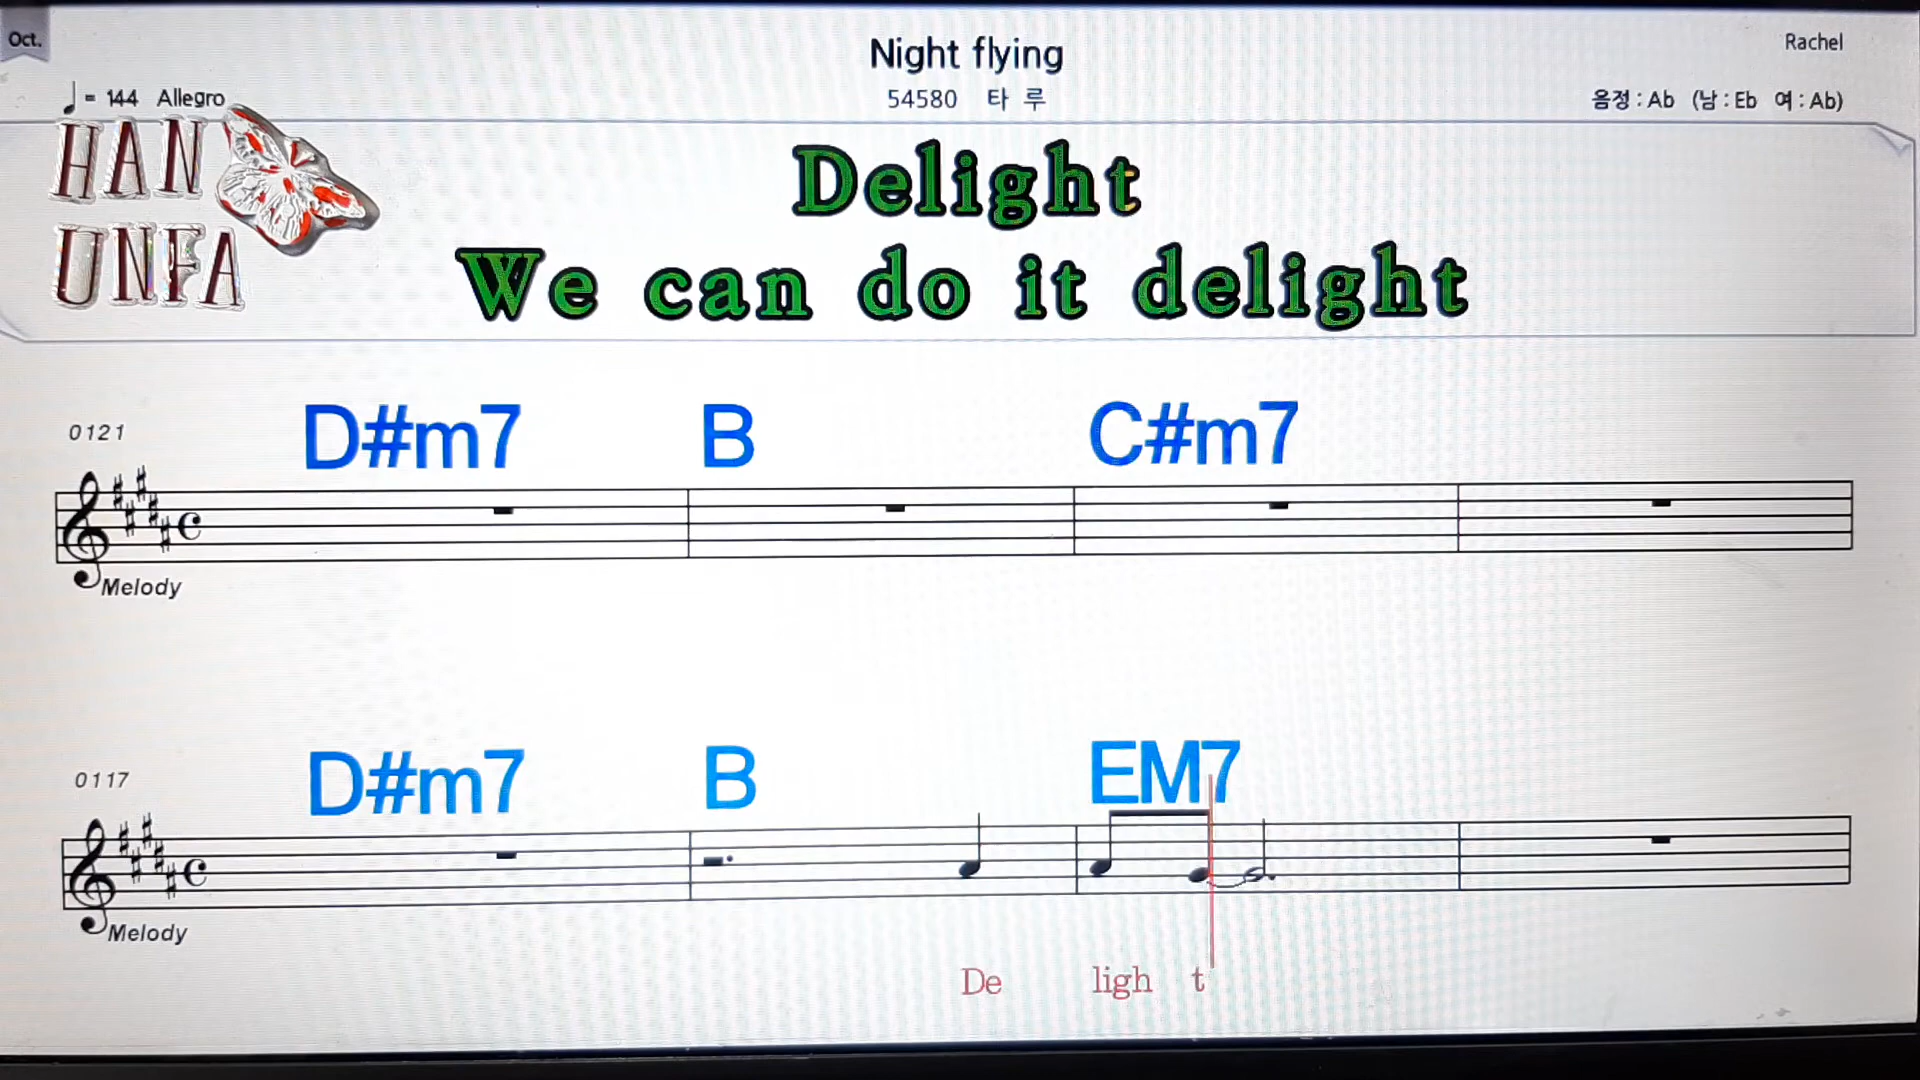 Oct.
Night flying
Rachel
♩ = 144 Allegro
54580 타 루
음정 : Ab (남 : Eb 여 : Ab)
HAN
UNFA
Delight
We can do it delight
D#m7 B C#m7
0121
Melody
D#m7 B EM7
0117
Melody
De ligh t